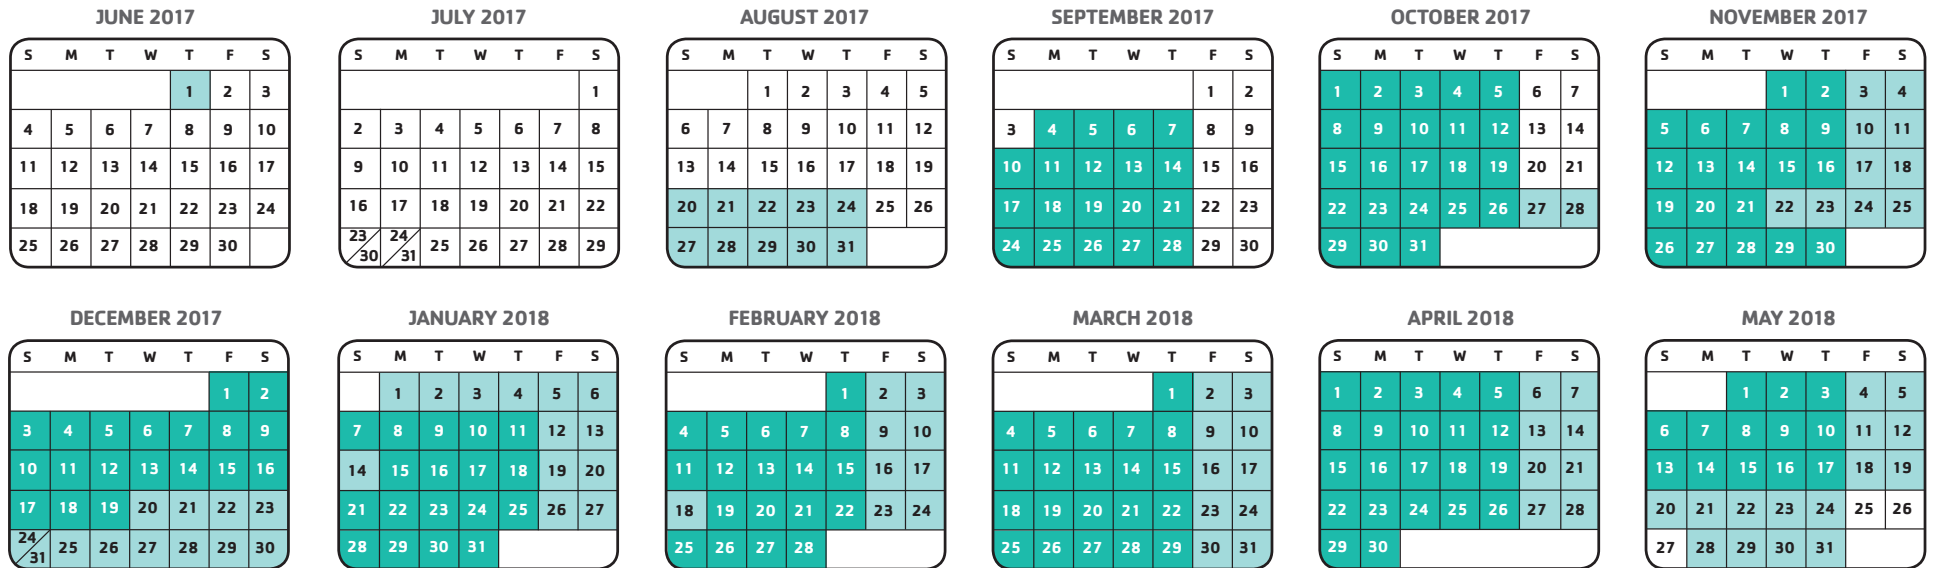 JUNE 2017 JULY 2017 AUGUST 2017 SEPTEMBER 2017 OCTOBER 2017 NOVEMBER 2017
S M T W T F S S M T W T F S S M T W T F S S M T W T F S S M T W T F S S M T W T F S
1 2 3 1 1 2 3 4 5 1 2 1 2 3 4 5 6 7 1 2 3 4
4 5 6 7 8 9 10 2 3 4 5 6 7 8 6 7 8 9 10 11 12 3 4 5 6 7 8 9 8 9 10 11 12 13 14 5 6 7 8 9 10 11
11 12 13 14 15 16 17 9 10 11 12 13 14 15 13 14 15 16 17 18 19 10 11 12 13 14 15 16 15 16 17 18 19 20 21 12 13 14 15 16 17 18
18 19 20 21 22 23 24 16 17 18 19 20 21 22 20 21 22 23 24 25 26 17 18 19 20 21 22 23 22 23 24 25 26 27 28 19 20 21 22 23 24 25
25 26 27 28 29 30 23/30 24/31 25 26 27 28 29 27 28 29 30 31 24 25 26 27 28 29 30 29 30 31 26 27 28 29 30
DECEMBER 2017 JANUARY 2018 FEBRUARY 2018 MARCH 2018 APRIL 2018 MAY 2018
S M T W T F S S M T W T F S S M T W T F S S M T W T F S S M T W T F S S M T W T F S
1 2 1 2 3 4 5 6 1 2 3 1 2 3 1 2 3 4 5 6 7 1 2 3 4 5
3 4 5 6 7 8 9 7 8 9 10 11 12 13 4 5 6 7 8 9 10 4 5 6 7 8 9 10 8 9 10 11 12 13 14 6 7 8 9 10 11 12
10 11 12 13 14 15 16 14 15 16 17 18 19 20 11 12 13 14 15 16 17 11 12 13 14 15 16 17 15 16 17 18 19 20 21 13 14 15 16 17 18 19
17 18 19 20 21 22 23 21 22 23 24 25 26 27 18 19 20 21 22 23 24 18 19 20 21 22 23 24 22 23 24 25 26 27 28 20 21 22 23 24 25 26
24/31 25 26 27 28 29 30 28 29 30 31 25 26 27 28 25 26 27 28 29 30 31 29 30 27 28 29 30 31